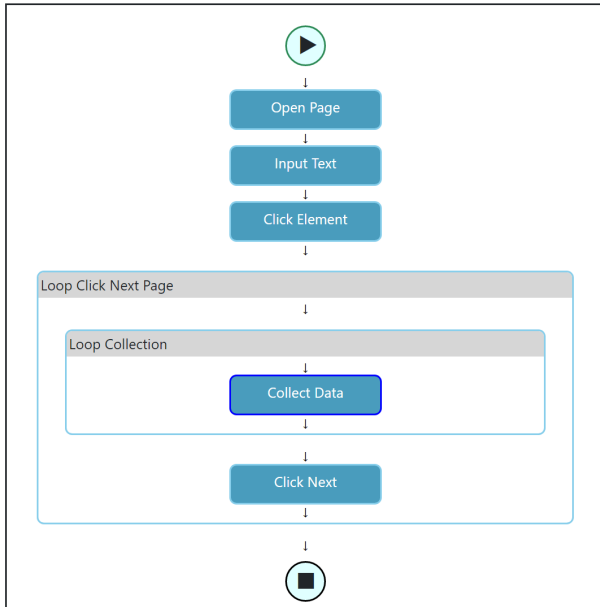 Open Page
Input Text
Click Element
Loop Click Next Page
Loop Collection
Collect Data
Click Next